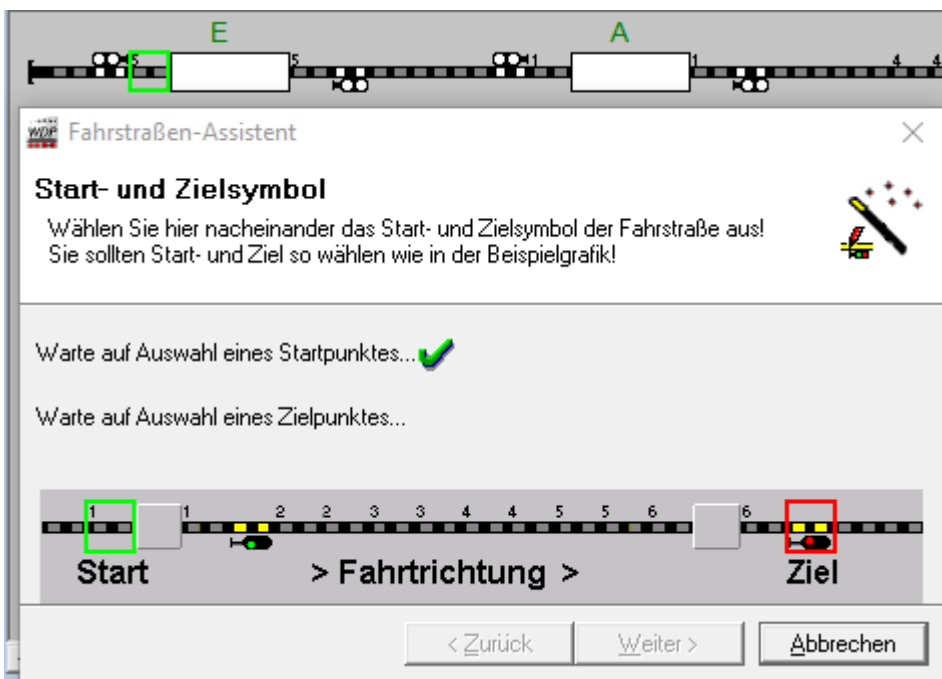 E A
5 5 1 1 4 4
WDP Fahrstraßen-Assistent
Start- und Zielsymbol
Wählen Sie hier nacheinander das Start- und Zielsymbol der Fahrstraße aus!
Sie sollten Start- und Ziel so wählen wie in der Beispielgrafik!
Warte auf Auswahl eines Startpunktes...
Warte auf Auswahl eines Zielpunktes...
1 1 2 2 3 3 4 4 5 5 6 6
Start > Fahrtrichtung > Ziel
< Zurück Weiter > Abbrechen